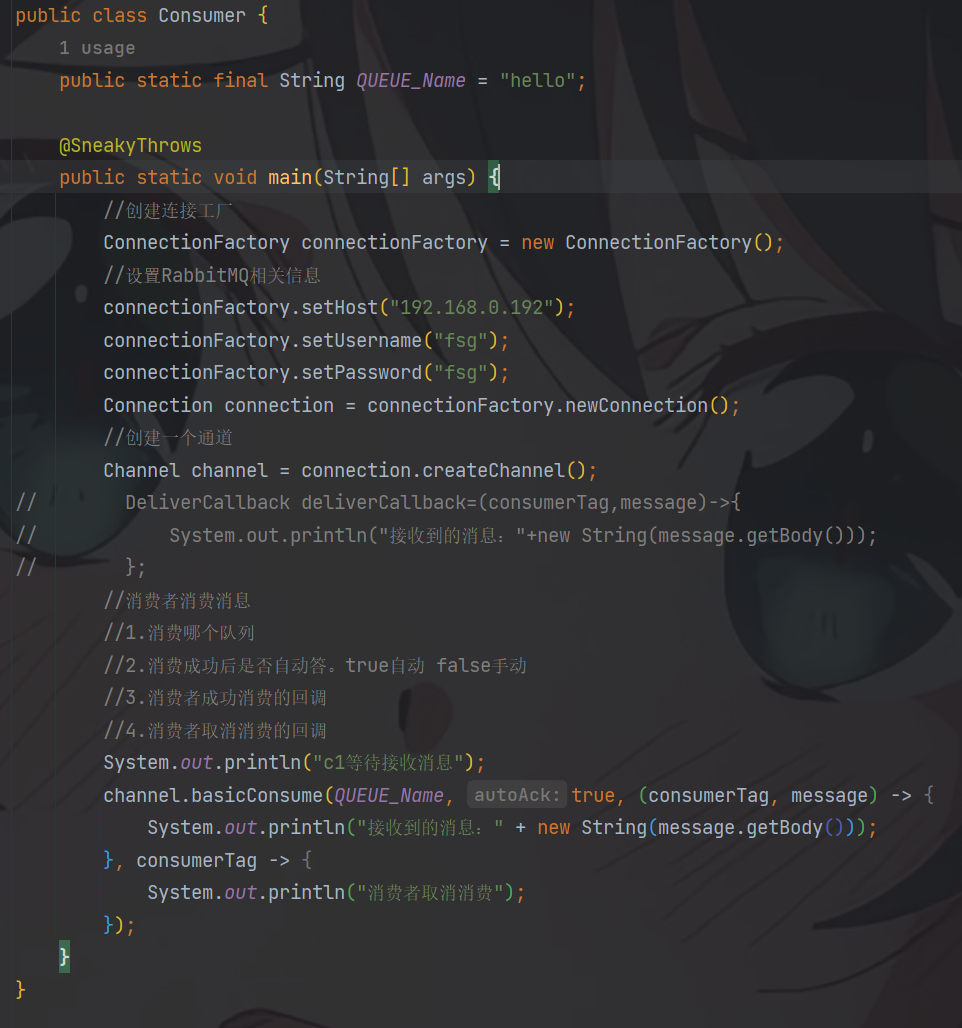 public class Consumer {
1 usage
public static final String QUEUE_Name = "hello";
@SneakyThrows
public static void main(String[] args) {
//创建连接工厂
ConnectionFactory connectionFactory = new ConnectionFactory();
//设置RabbitMQ相关信息
connectionFactory.setHost("192.168.0.192");
connectionFactory.setUsername("fsg");
connectionFactory.setPassword("fsg");
Connection connection = connectionFactory.newConnection();
//创建一个通道
Channel channel = connection.createChannel();
// DeliverCallback deliverCallback=(consumerTag,message)->{
// System.out.println("接收到的消息："+new String(message.getBody()));
// };
//消费者消费消息
//1.消费哪个队列
//2.消费成功后是否自动答。true自动 false手动
//3.消费者成功消费的回调
//4.消费者取消消费的回调
System.out.println("c1等待接收消息");
channel.basicConsume(QUEUE_Name, autoAck: true, (consumerTag, message) -> {
System.out.println("接收到的消息：" + new String(message.getBody()));
}, consumerTag -> {
System.out.println("消费者取消消费");
});
}
}